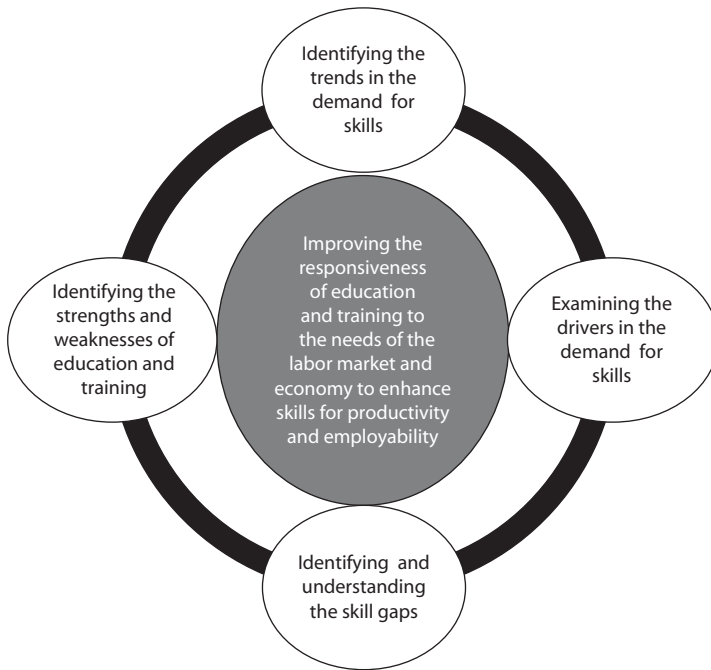 Identifying the
trends in the
demand for
skills
Improving the
responsiveness
of education
and training to
the needs of the
labor market and
economy to enhance
skills for productivity
and employability
Identifying the
strengths and
weaknesses of
education and
training
Examining the
drivers in the
demand for
skills
Identifying and
understanding
the skill gaps